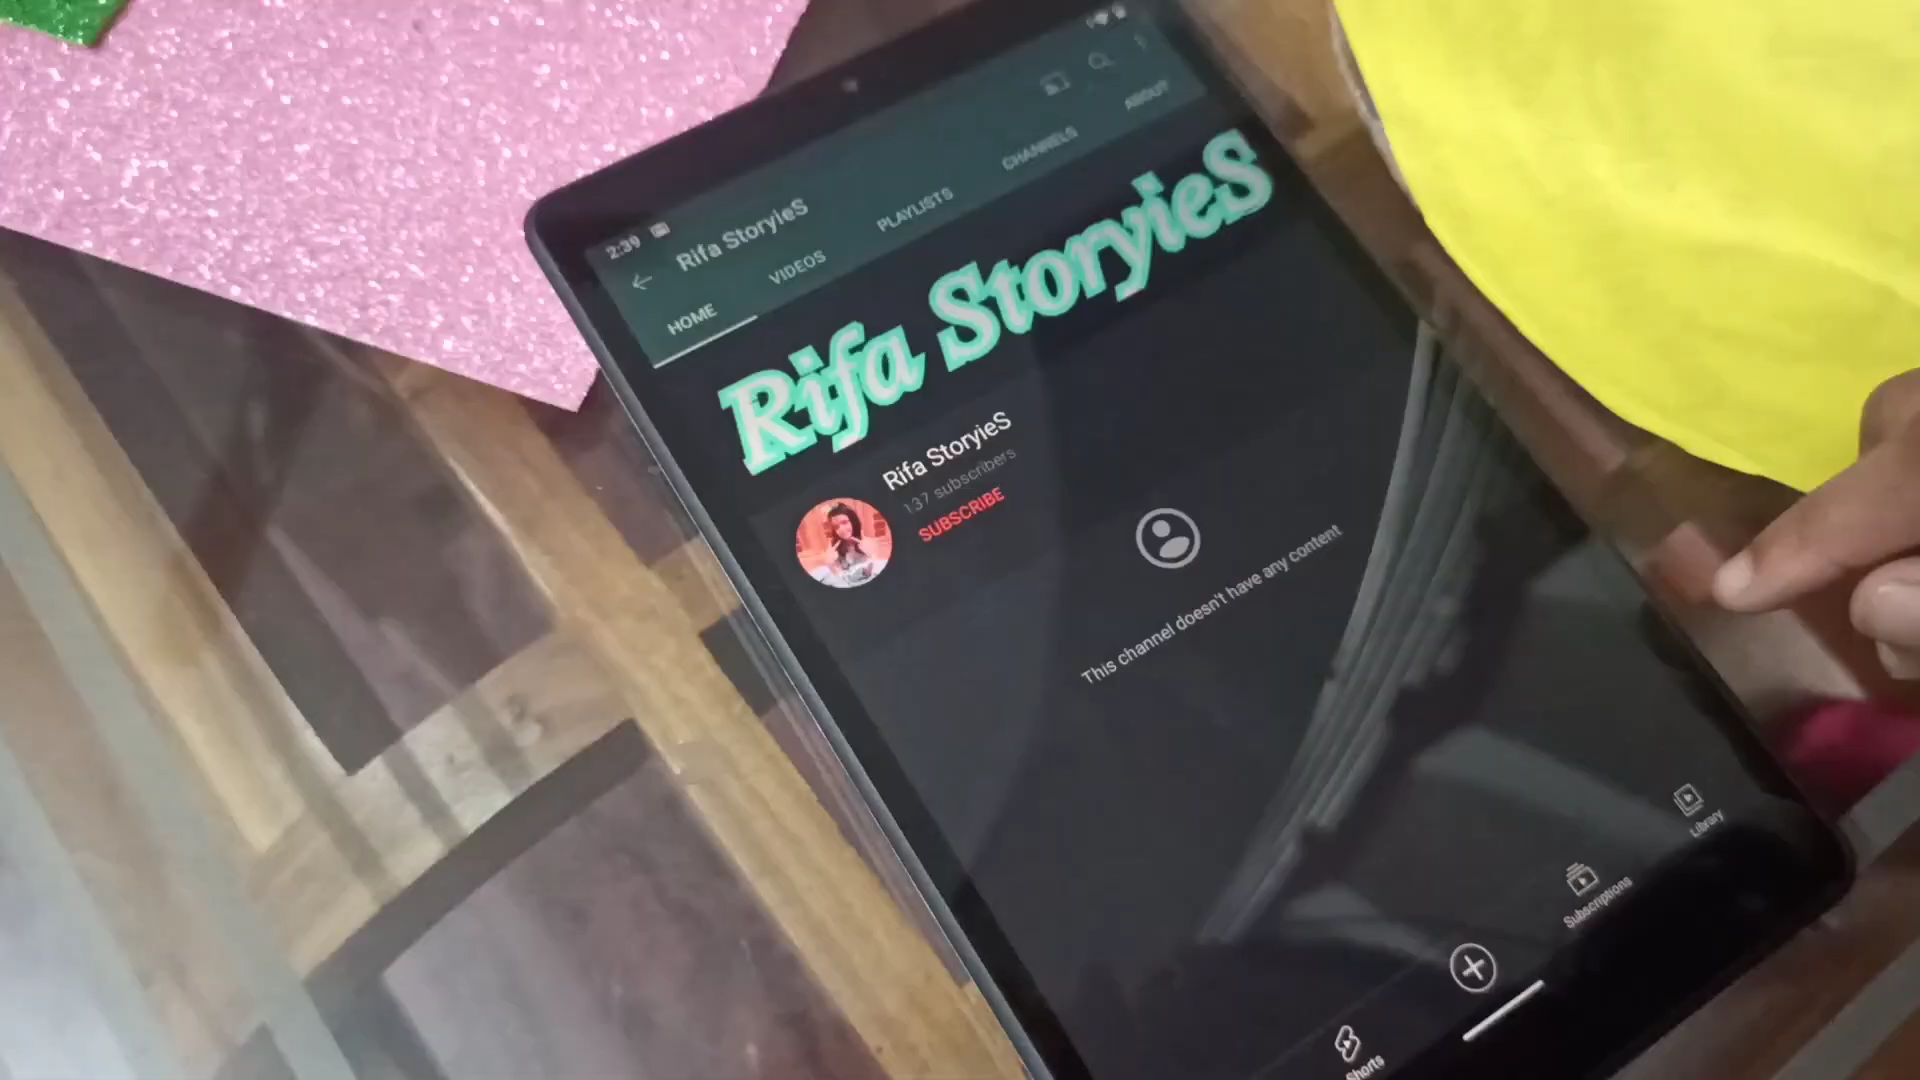 2:39
Rifa StoryieS
HOME VIDEOS PLAYLISTS CHANNELS ABOUT
Rifa StoryieS
Rifa StoryieS
137 subscribers
SUBSCRIBE
This channel doesn't have any content
Shorts
Subscriptions
Library